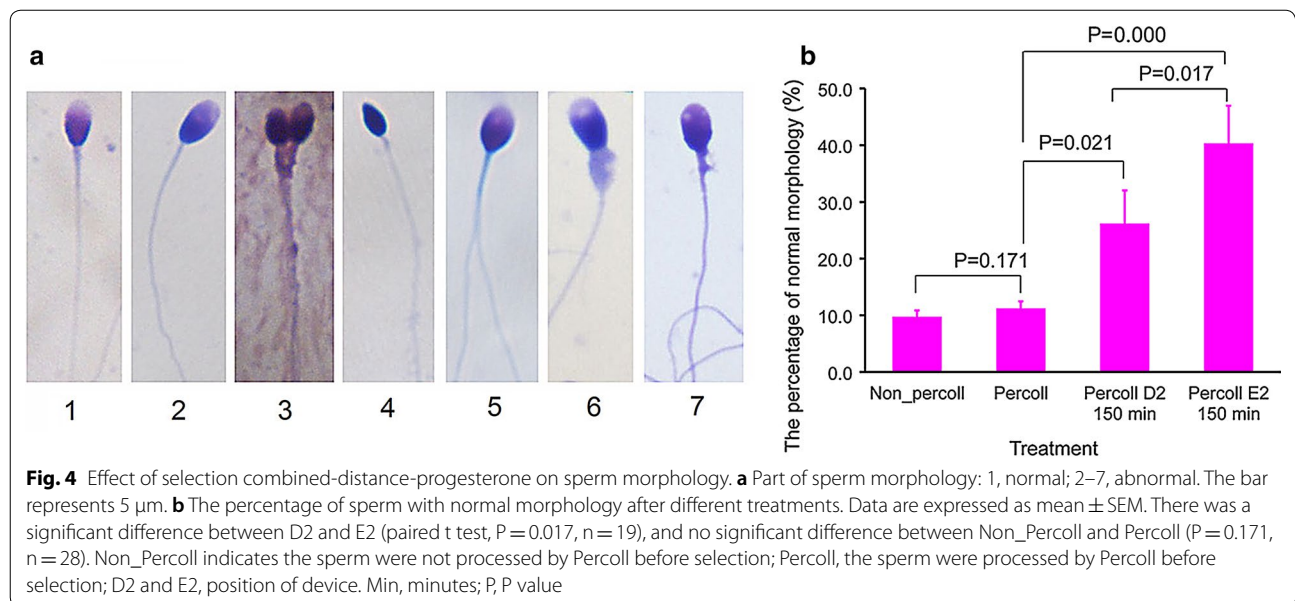 a
1 2 3 4 5 6 7
b
P=0.000
P=0.017
P=0.021
P=0.171
The percentage of normal morphology (%)
50.0
40.0
30.0
20.0
10.0
0.0
Non_percoll Percoll Percoll D2 Percoll E2
150 min 150 min
Treatment
Fig. 4 Effect of selection combined-distance-progesterone on sperm morphology. a Part of sperm morphology: 1, normal; 2–7, abnormal. The bar
represents 5 μm. b The percentage of sperm with normal morphology after different treatments. Data are expressed as mean ± SEM. There was a
significant difference between D2 and E2 (paired t test, P = 0.017, n = 19), and no significant difference between Non_Percoll and Percoll (P = 0.171,
n = 28). Non_Percoll indicates the sperm were not processed by Percoll before selection; Percoll, the sperm were processed by Percoll before
selection; D2 and E2, position of device. Min, minutes; P, P value